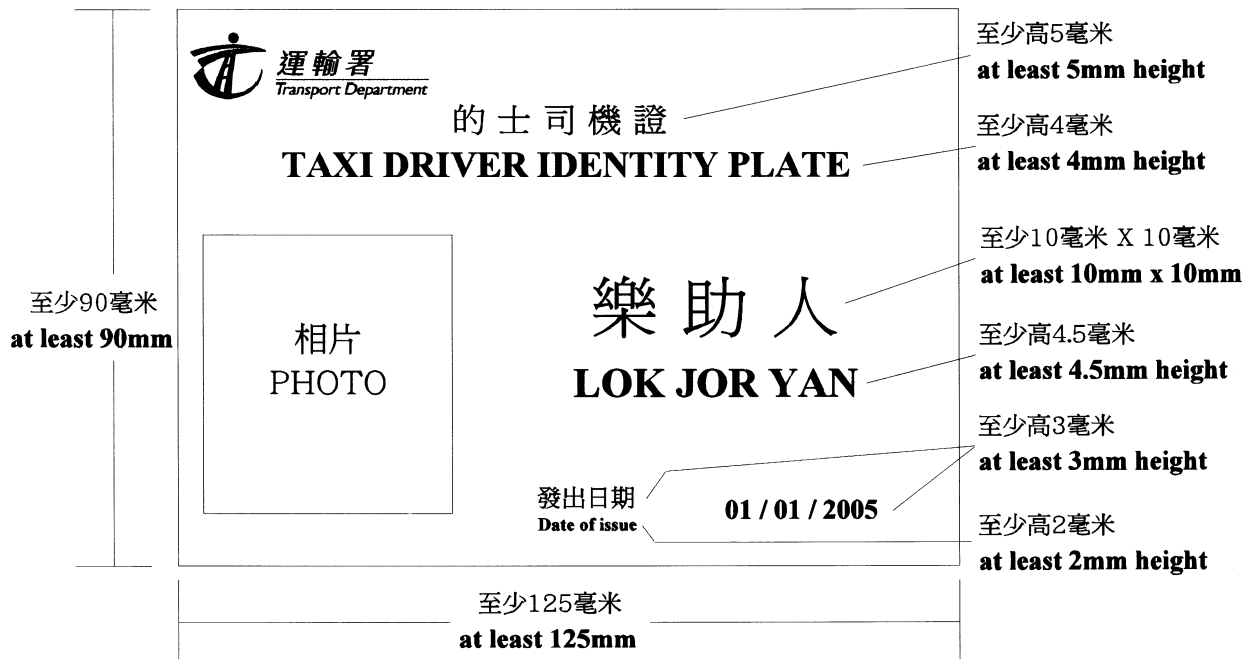 運輸署
Transport Department
的士司機證
TAXI DRIVER IDENTITY PLATE
相片
PHOTO
樂助人
LOK JOR YAN
發出日期
Date of issue
01 / 01 / 2005
至少90毫米
at least 90mm
至少125毫米
at least 125mm
至少高5毫米
at least 5mm height
至少高4毫米
at least 4mm height
至少10毫米 X 10毫米
at least 10mm x 10mm
至少高4.5毫米
at least 4.5mm height
至少高3毫米
at least 3mm height
至少高2毫米
at least 2mm height